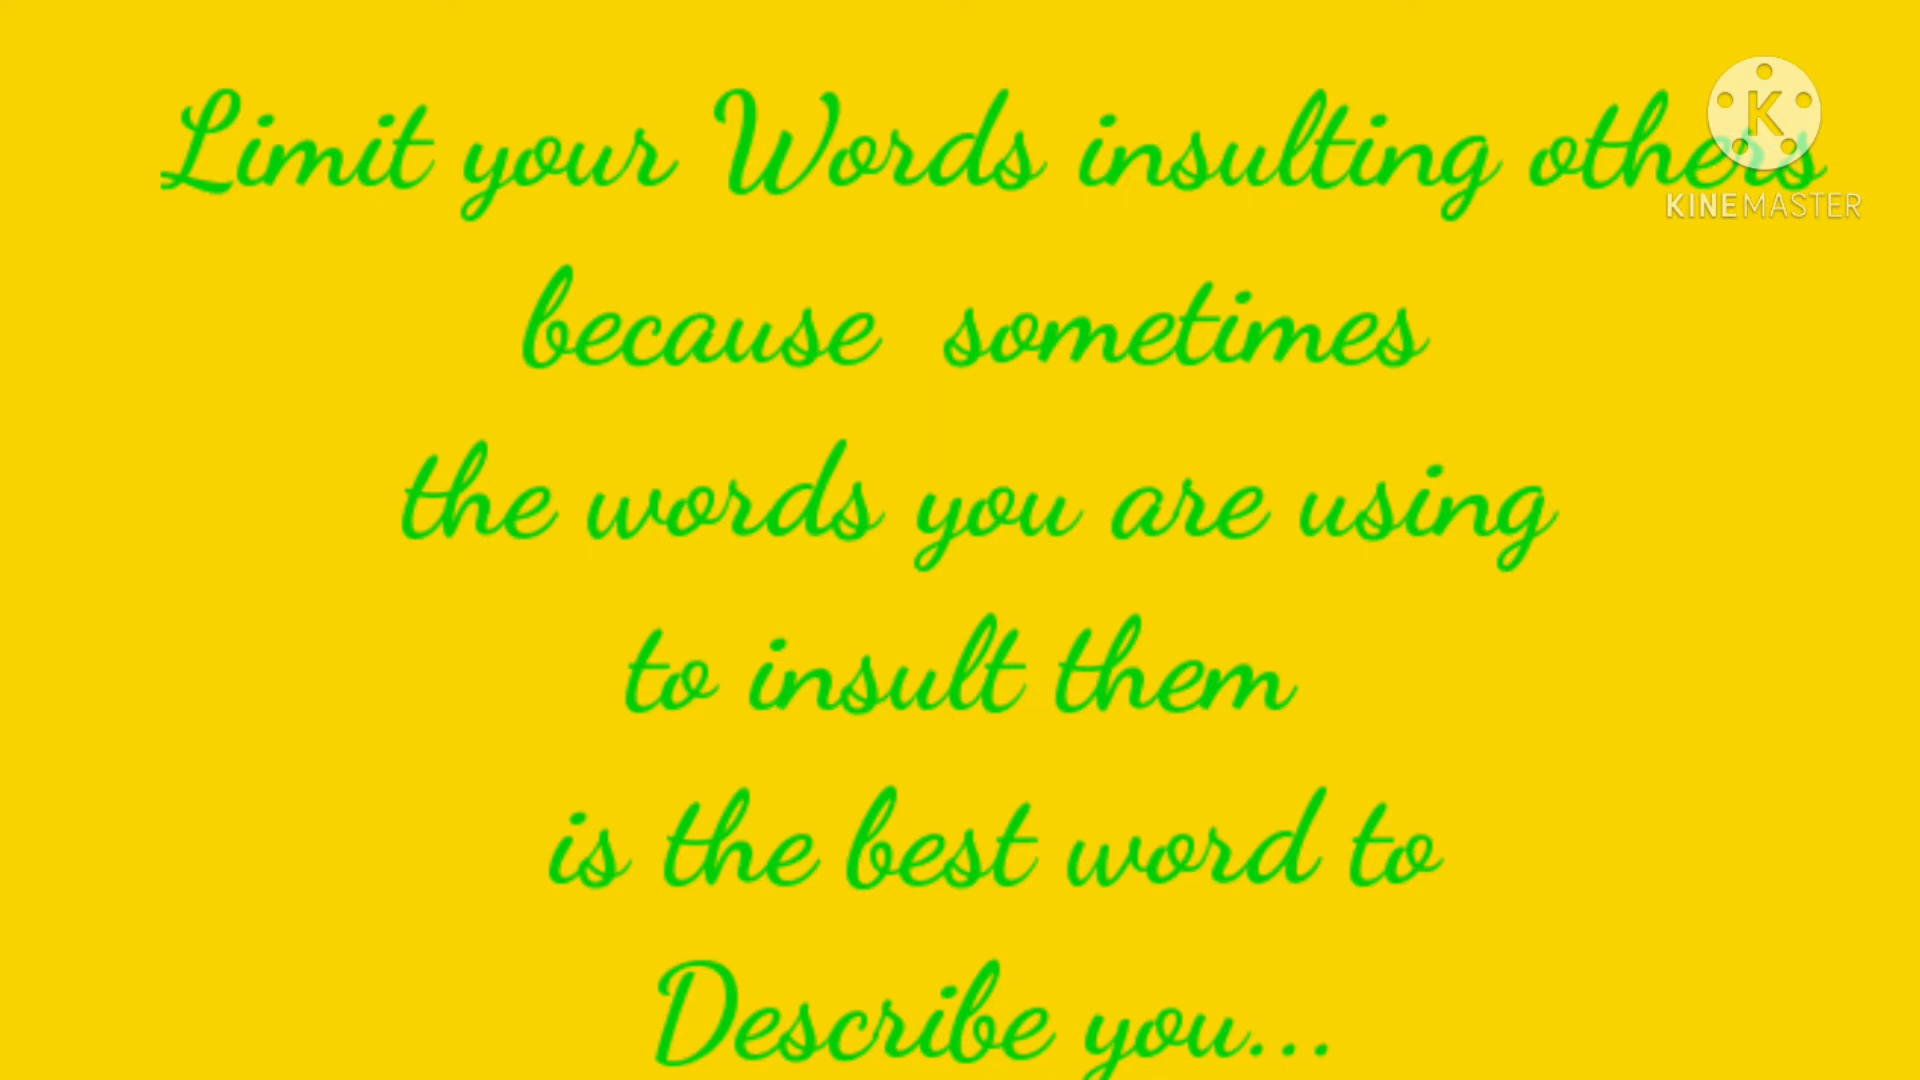 Limit your Words insulting others
KINEMASTER
because sometimes
the words you are using
to insult them
is the best word to
Describe you...